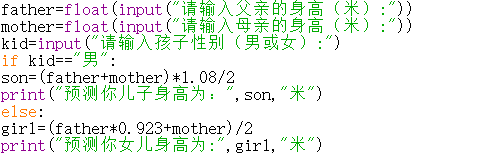 father=float(input("请输入父亲的身高（米）:"))
mother=float(input("请输入母亲的身高（米）:"))
kid=input("请输入孩子性别（男或女）:")
if kid=="男":
son=(father+mother)*1.08/2
print("预测你儿子身高为：",son,"米")
else:
girl=(father*0.923+mother)/2
print("预测你女儿身高为:",girl,"米")